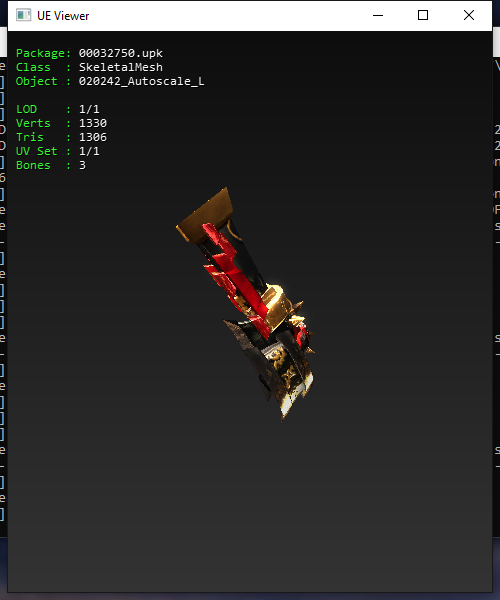 UE Viewer
Package: 00032750.upk
Class : SkeletalMesh
Object : 020242_Autoscale_L
LOD : 1/1
Verts : 1330
Tris : 1306
UV Set : 1/1
Bones : 3